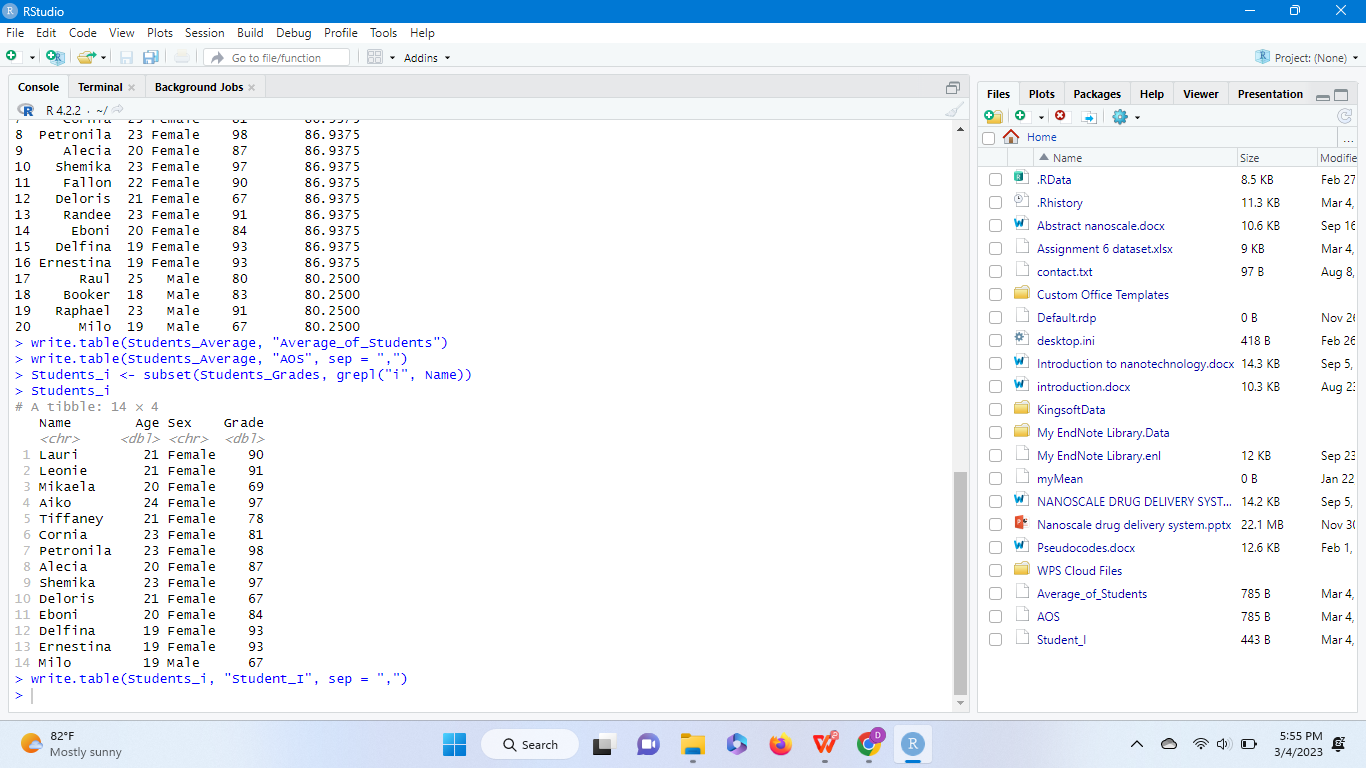 RStudio
File Edit Code View Plots Session Build Debug Profile Tools Help
Go to file/function Addins Project: (None)
Console Terminal Background Jobs
R 4.2.2 · ~/
7 Cornia 23 Female 81 86.9375
8 Petronila 23 Female 98 86.9375
9 Alecia 20 Female 87 86.9375
10 Shemika 23 Female 97 86.9375
11 Fallon 22 Female 90 86.9375
12 Deloris 21 Female 67 86.9375
13 Randee 23 Female 91 86.9375
14 Eboni 20 Female 84 86.9375
15 Delfina 19 Female 93 86.9375
16 Ernestina 19 Female 93 86.9375
17 Raul 25 Male 80 80.2500
18 Booker 18 Male 83 80.2500
19 Raphael 23 Male 91 80.2500
20 Milo 19 Male 67 80.2500
> write.table(Students_Average, "Average_of_Students")
> write.table(Students_Average, "AOS", sep = ",")
> Students_i <- subset(Students_Grades, grepl("i", Name))
> Students_i
# A tibble: 14 × 4
Name Age Sex Grade
<chr> <dbl> <chr> <dbl>
1 Lauri 21 Female 90
2 Leonie 21 Female 91
3 Mikaela 20 Female 69
4 Aiko 24 Female 97
5 Tiffaney 21 Female 78
6 Cornia 23 Female 81
7 Petronila 23 Female 98
8 Alecia 20 Female 87
9 Shemika 23 Female 97
10 Deloris 21 Female 67
11 Eboni 20 Female 84
12 Delfina 19 Female 93
13 Ernestina 19 Female 93
14 Milo 19 Male 67
> write.table(Students_i, "Student_I", sep = ",")
>
Files Plots Packages Help Viewer Presentation
Home ...
Name Size Modifie
.RData 8.5 KB Feb 27
.Rhistory 11.3 KB Mar 4,
Abstract nanoscale.docx 10.6 KB Sep 16
Assignment 6 dataset.xlsx 9 KB Mar 4,
contact.txt 97 B Aug 8,
Custom Office Templates
Default.rdp 0 B Nov 26
desktop.ini 418 B Feb 26
Introduction to nanotechnology.docx 14.3 KB Sep 5,
introduction.docx 10.3 KB Aug 23
KingsoftData
My EndNote Library.Data
My EndNote Library.enl 12 KB Sep 23
myMean 0 B Jan 22
NANOSCALE DRUG DELIVERY SYST... 14.2 KB Sep 5,
Nanoscale drug delivery system.pptx 22.1 MB Nov 30
Pseudocodes.docx 12.6 KB Feb 1,
WPS Cloud Files
Average_of_Students 785 B Mar 4,
AOS 785 B Mar 4,
Student_I 443 B Mar 4,
82°F
Mostly sunny
Search
5:55 PM
3/4/2023